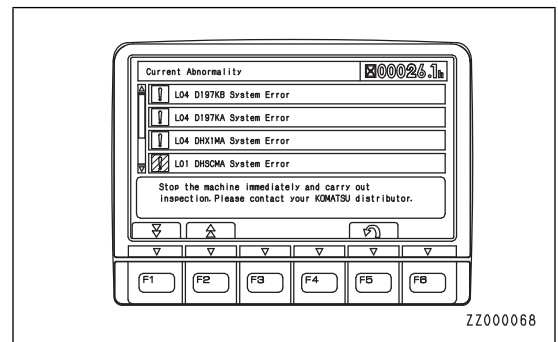 Current Abnormality 00026.1h
L04 D197KB System Error
L04 D197KA System Error
L04 DHX1MA System Error
L01 DHSCMA System Error
Stop the machine immediately and carry out
inspection. Please contact your KOMATSU distributor.
F1 F2 F3 F4 F5 F6
ZZ000068